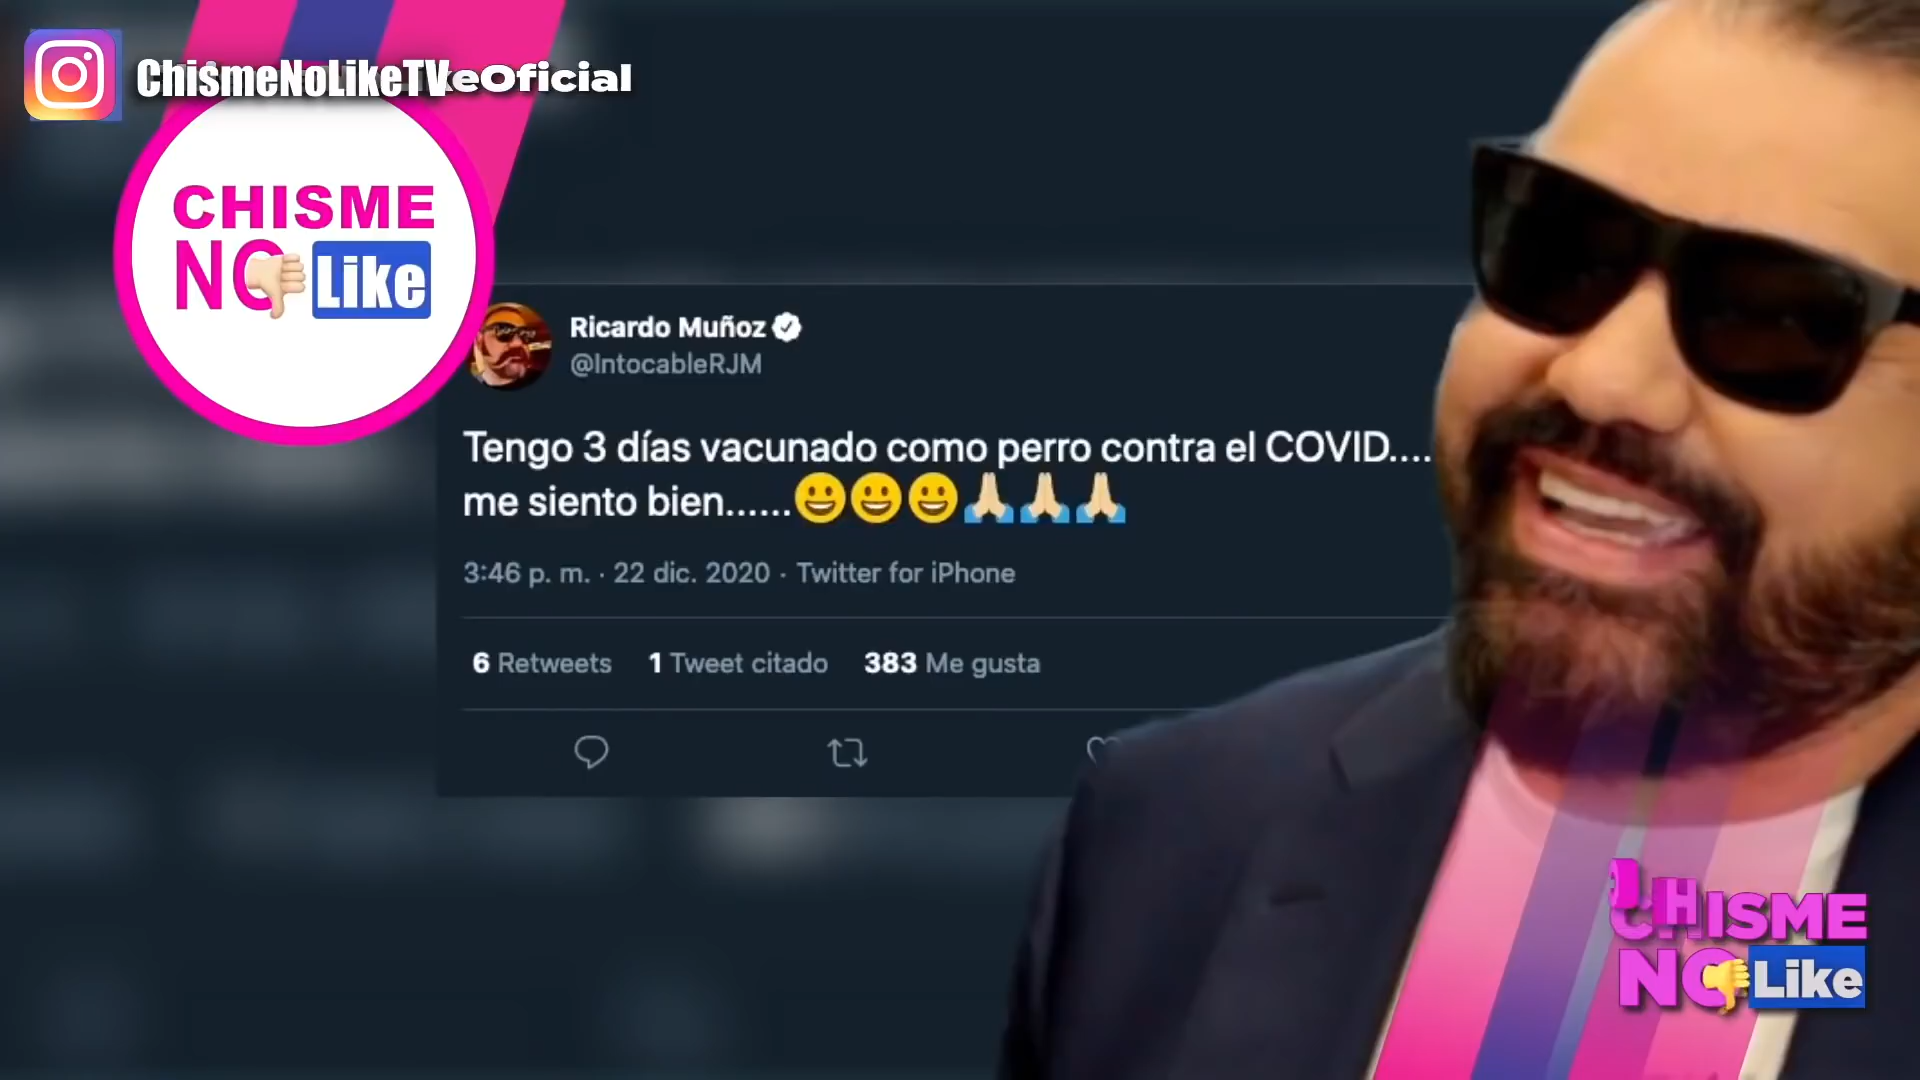 ChismeNoLikeTVkeOficial
CHISME
NO Like
Ricardo Muñoz
@IntocableRJM
Tengo 3 días vacunado como perro contra el COVID....
me siento bien......😀😀😀🙏🏻🙏🏻🙏🏻
3:46 p. m. · 22 dic. 2020 · Twitter for iPhone
6 Retweets 1 Tweet citado 383 Me gusta
CHISME
NO Like